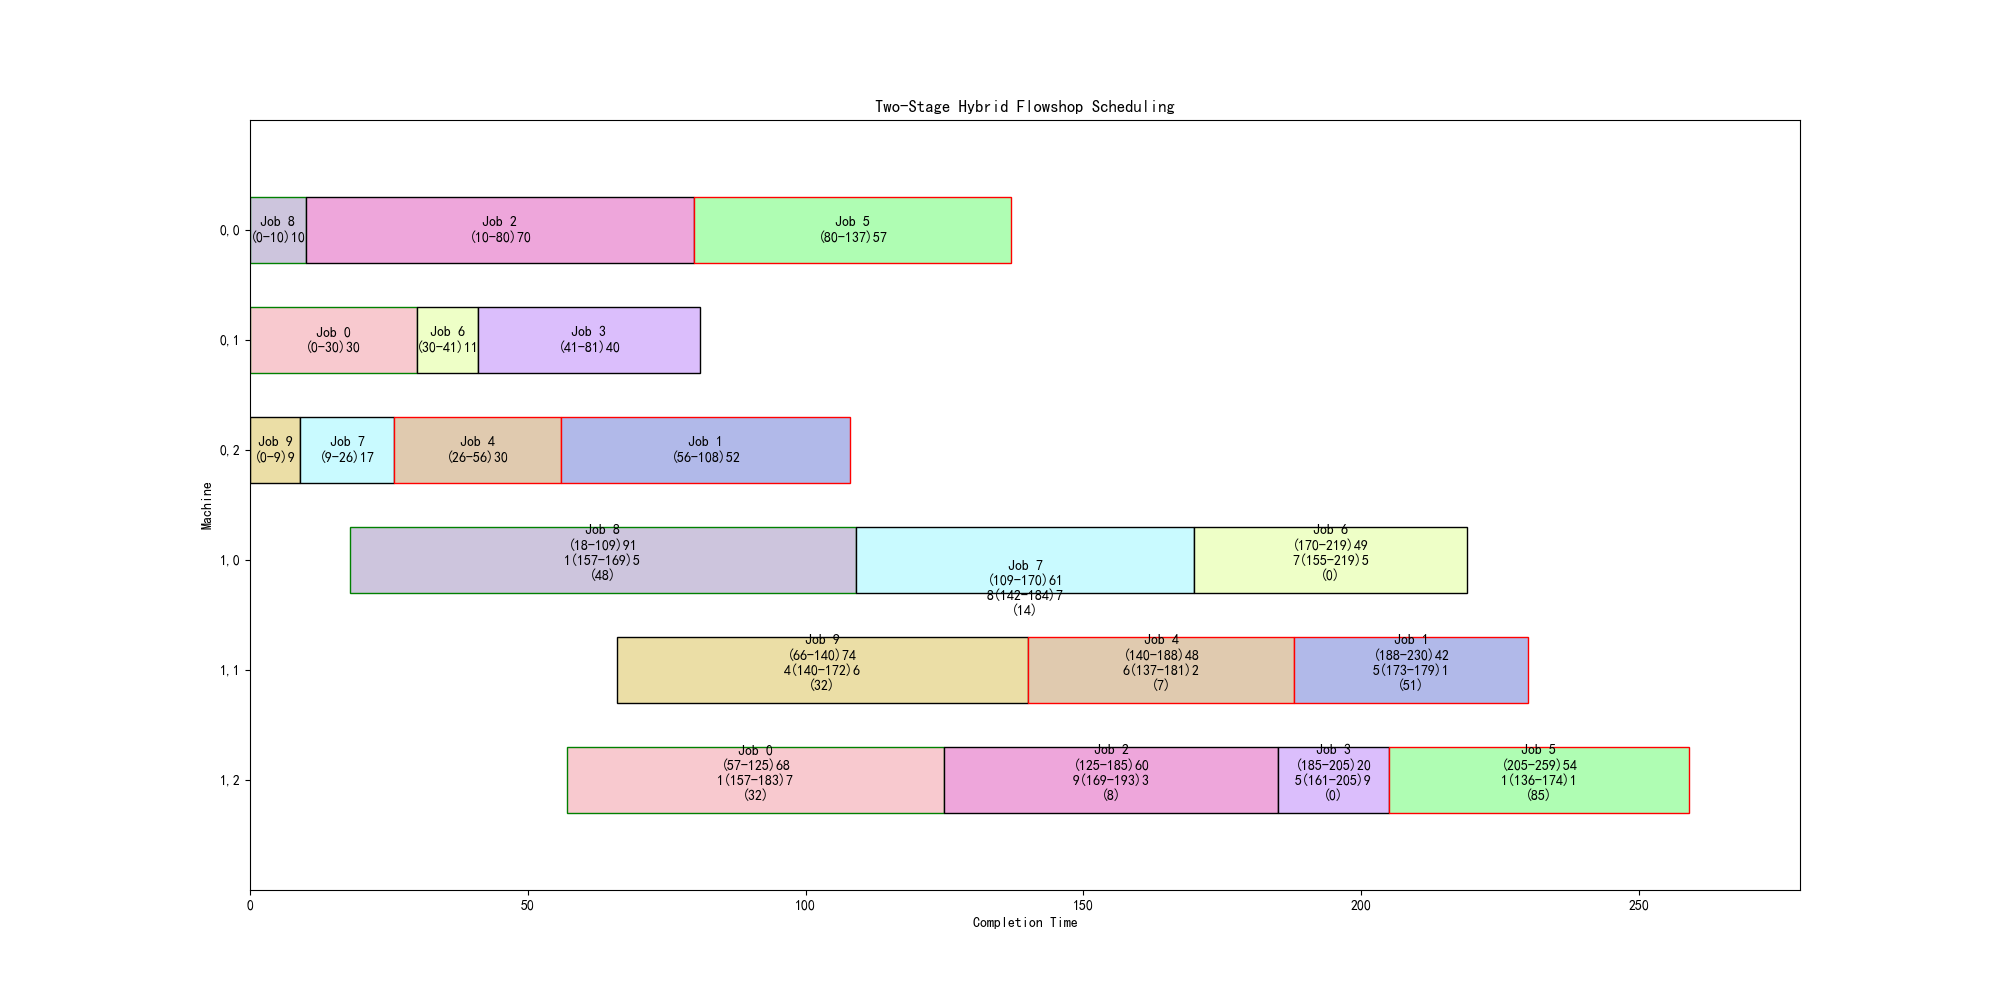 Two-Stage Hybrid Flowshop Scheduling
0,0
Job 8
(0-10)10
Job 2
(10-80)70
Job 5
(80-137)57
0,1
Job 0
(0-30)30
Job 6
(30-41)11
Job 3
(41-81)40
0,2
Job 9
(0-9)9
Job 7
(9-26)17
Job 4
(26-56)30
Job 1
(56-108)52
Machine
1,0
Job 8
(18-109)91
1(157-169)5
(48)
Job 7
(109-170)61
8(142-184)7
(14)
Job 6
(170-219)49
7(155-219)5
(0)
1,1
Job 9
(66-140)74
4(140-172)6
(32)
Job 4
(140-188)48
6(137-181)2
(7)
Job 1
(188-230)42
5(173-179)1
(51)
1,2
Job 0
(57-125)68
1(157-183)7
(32)
Job 2
(125-185)60
9(169-193)3
(8)
Job 3
(185-205)20
5(161-205)9
(0)
Job 5
(205-259)54
1(136-174)1
(85)
0
50
100
150
200
250
Completion Time